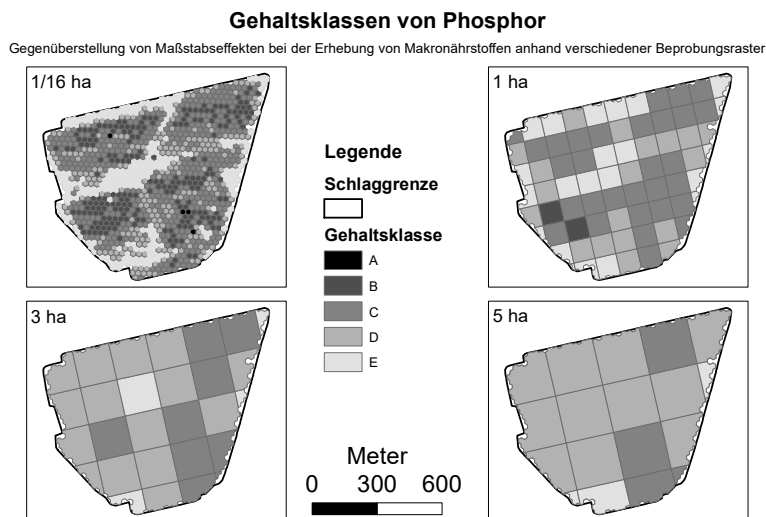 Gehaltsklassen von Phosphor
Gegenüberstellung von Maßstabseffekten bei der Erhebung von Makronährstoffen anhand verschiedener Beprobungsraster
1/16 ha
1 ha
Legende
Schlaggrenze
Gehaltsklasse
A
B
C
D
E
3 ha
5 ha
Meter
0 300 600